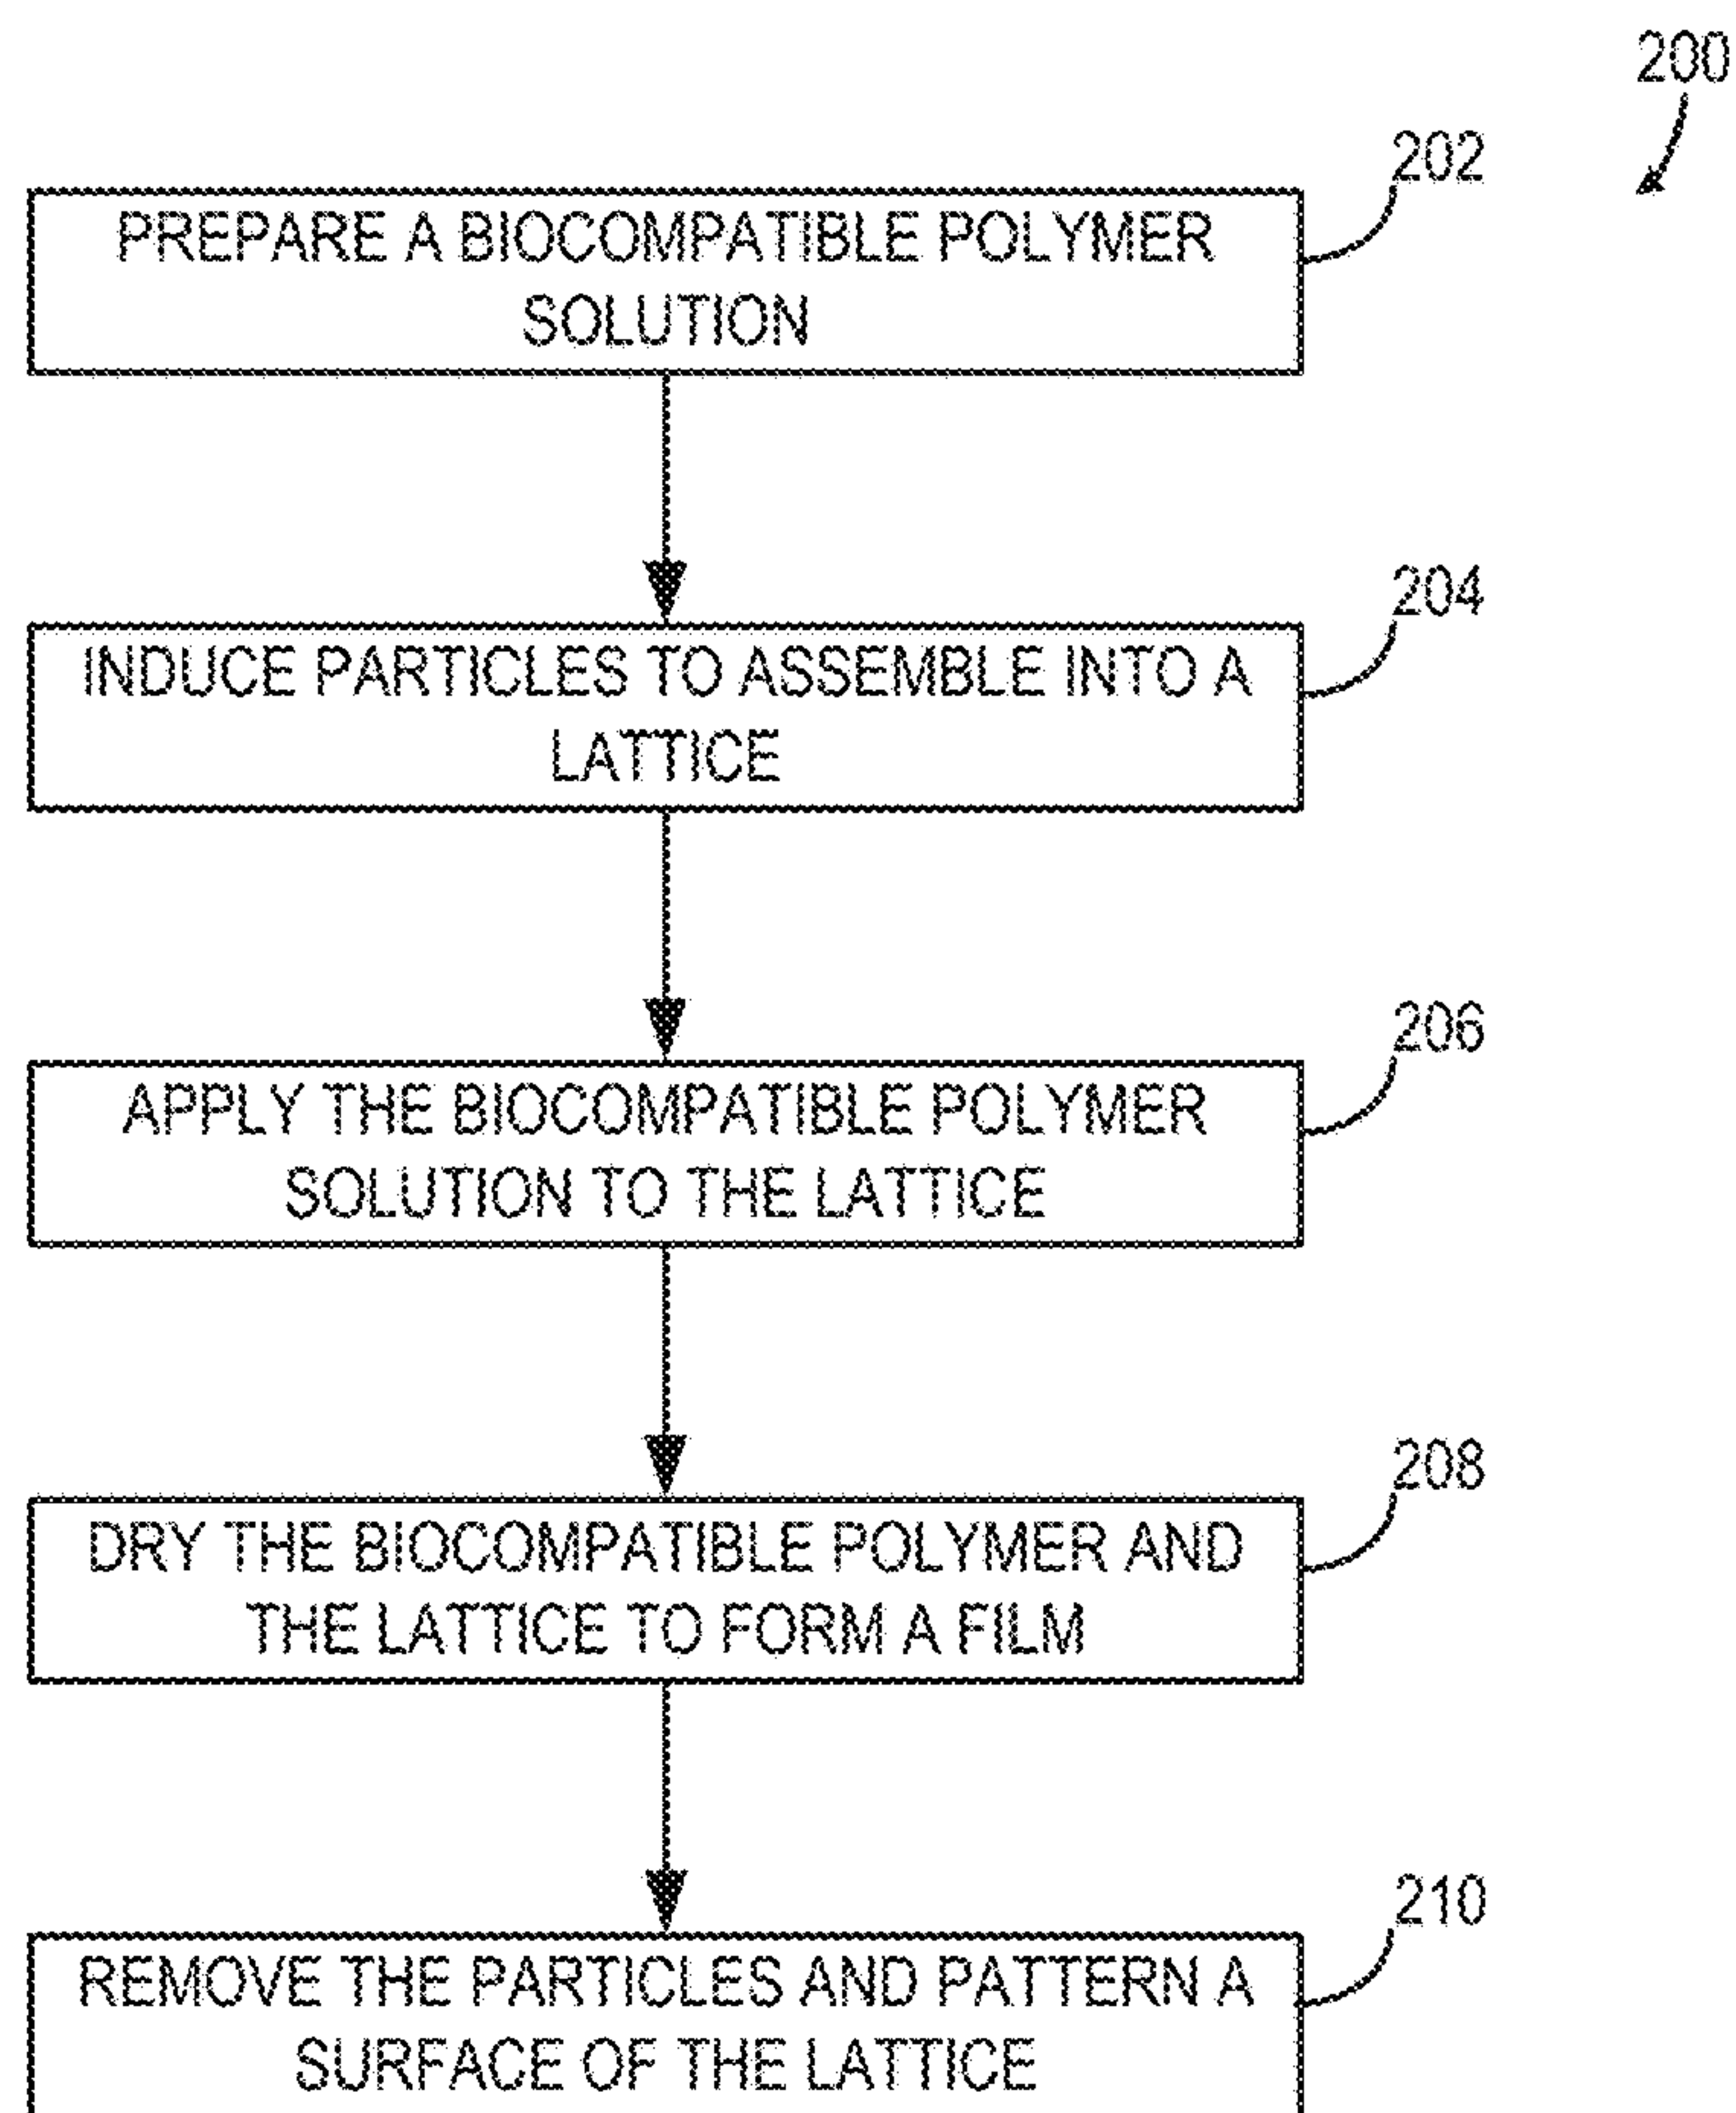 200
202
PREPARE A BIOCOMPATIBLE POLYMER
SOLUTION
204
INDUCE PARTICLES TO ASSEMBLE INTO A
LATTICE
206
APPLY THE BIOCOMPATIBLE POLYMER
SOLUTION TO THE LATTICE
208
DRY THE BIOCOMPATIBLE POLYMER AND
THE LATTICE TO FORM A FILM
210
REMOVE THE PARTICLES AND PATTERN A
SURFACE OF THE LATTICE